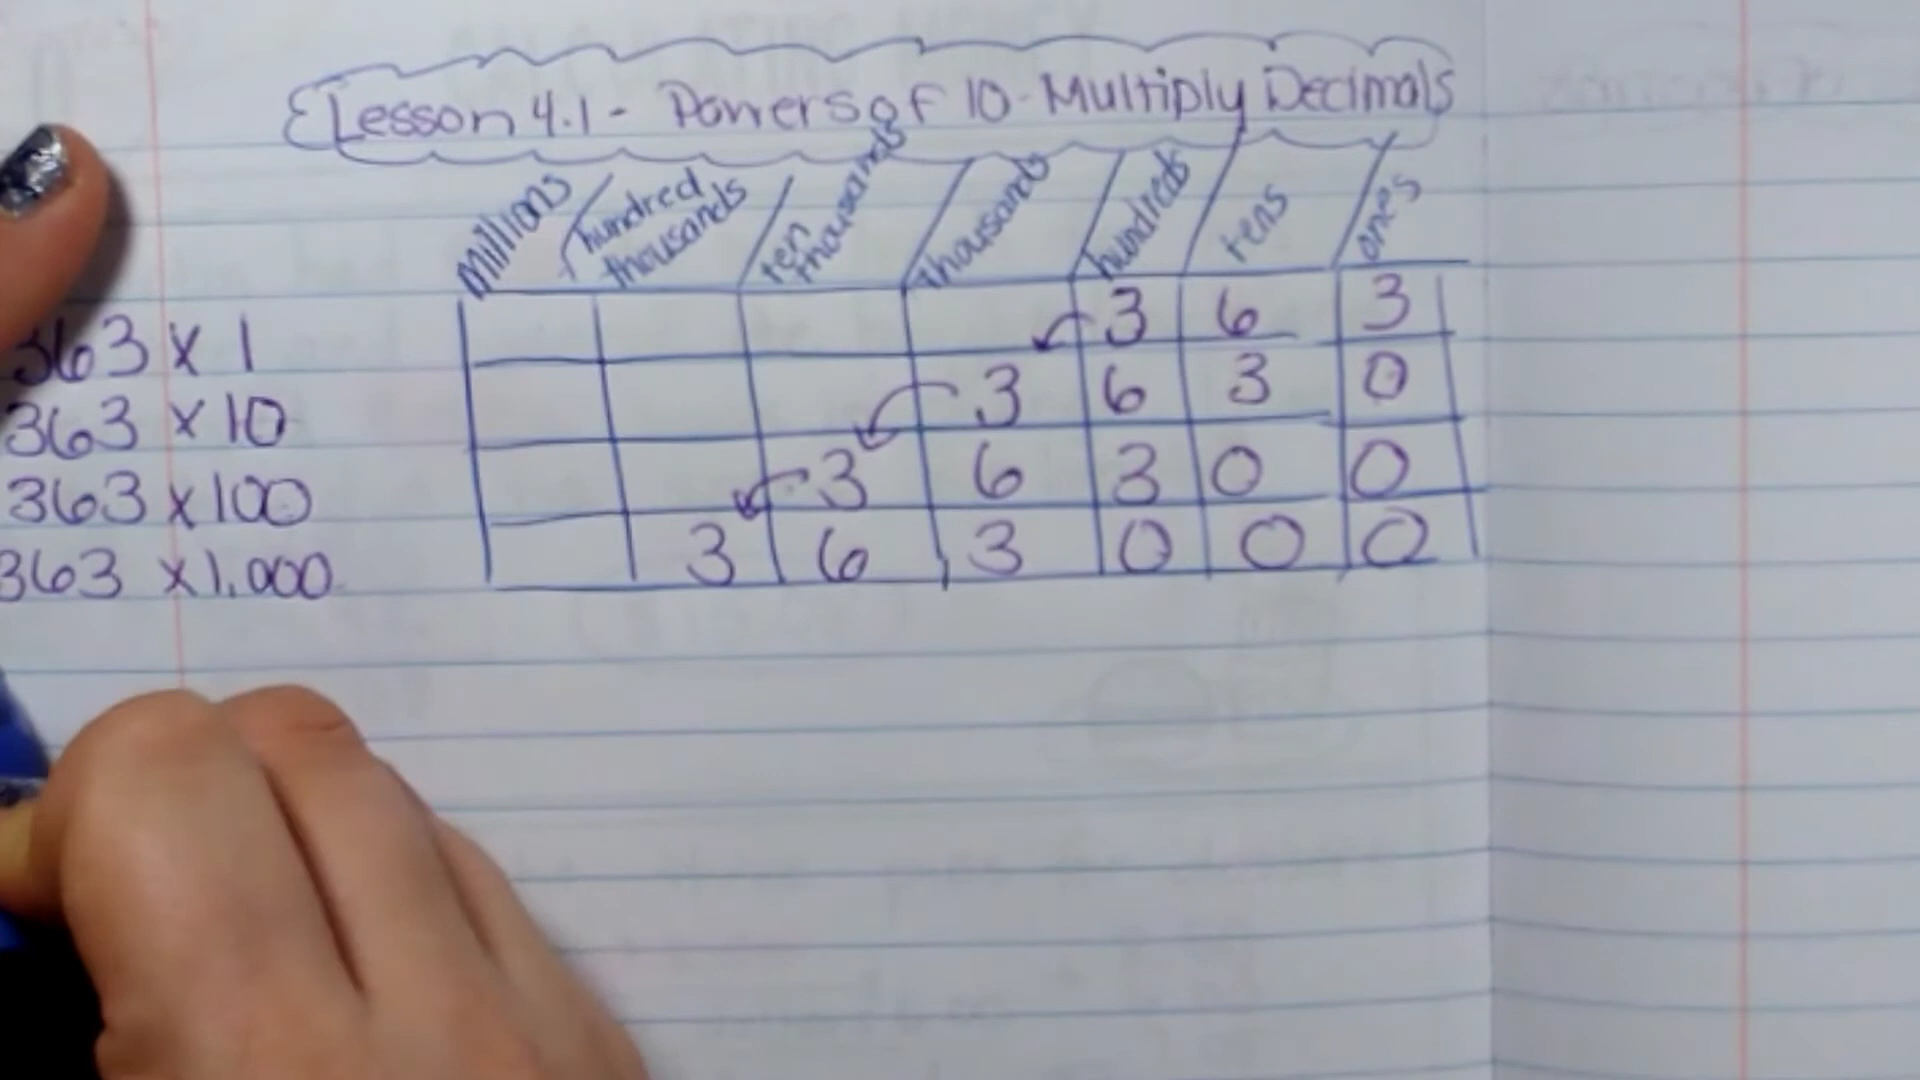 Lesson 4.1 - Powers of 10 - Multiply Decimals
millions hundred thousands ten thousands thousands hundreds tens ones
363 x 1 3 6 3
363 x 10 3 6 3 0
363 x 100 3 6 3 0 0
363 x 1,000 3 6 3 0 0 0